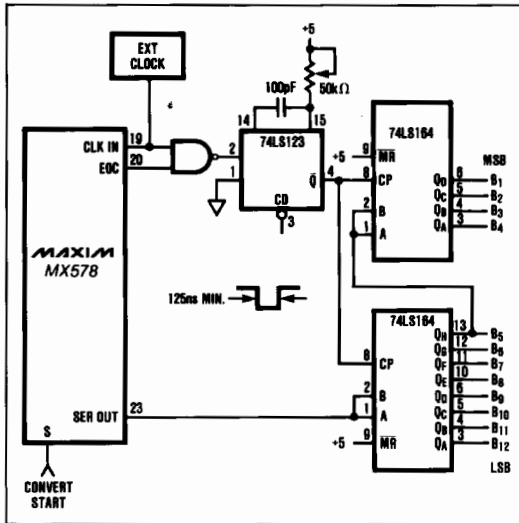 +5
EXT
CLOCK
100pF
50kΩ
14
15
74LS123
2
1
Q̅
4
CD
3
19
CLK IN
20
EOC
MAXIM
MX578
125ns MIN.
SER OUT
23
S
CONVERT
START
74LS164
+5
9
M̅R̅
8
CP
2
B
1
A
MSB
QD 6 B1
QC 5 B2
QB 4 B3
QA 3 B4
74LS164
8
CP
2
B
1
A
+5
9
M̅R̅
QH 13 B5
QG 12 B6
QF 11 B7
QE 10 B8
QD 6 B9
QC 5 B10
QB 4 B11
QA 3 B12
LSB